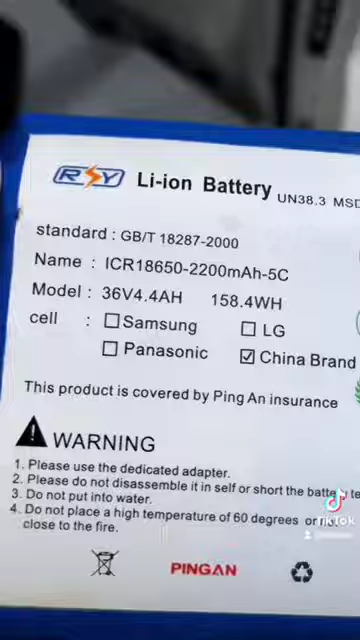 RSY Li-ion Battery UN38.3 MSD
standard : GB/T 18287-2000
Name : ICR18650-2200mAh-5C
Model : 36V4.4AH 158.4WH
cell : Samsung LG
Panasonic China Brand
This product is covered by Ping An insurance
WARNING
1. Please use the dedicated adapter.
2. Please do not disassemble it in self or short the battery te
3. Do not put into water.
4. Do not place a high temperature of 60 degrees or
close to the fire.
TikTok
PINGAN